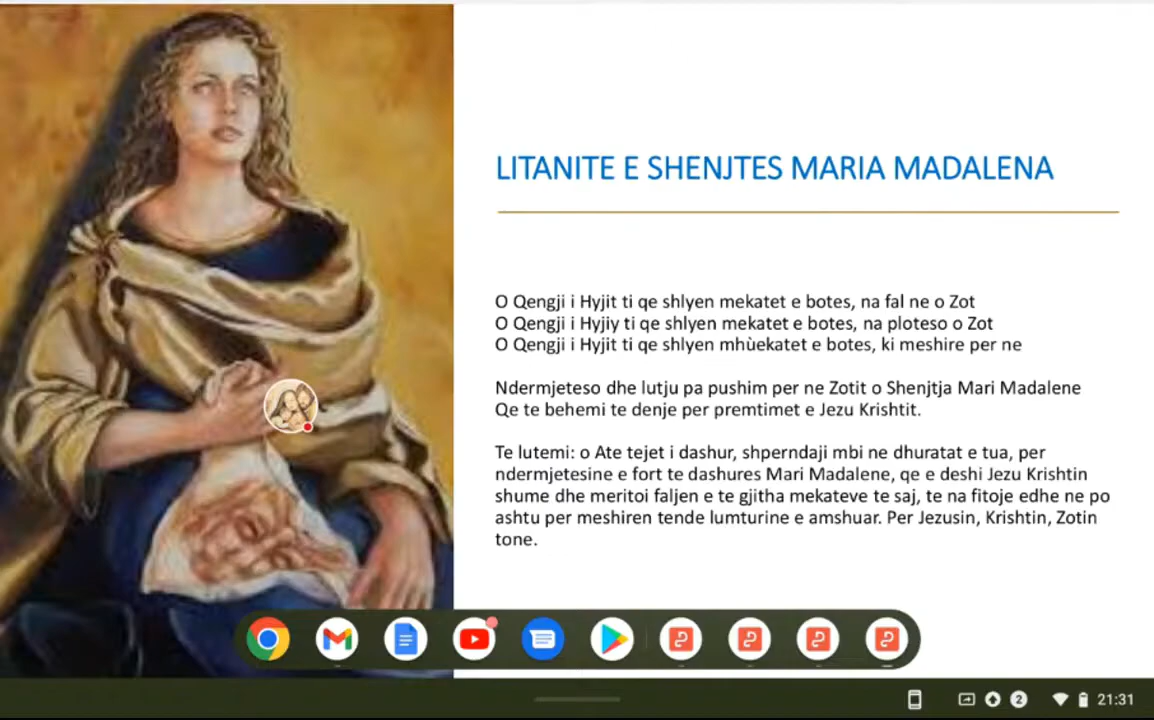 LITANITE E SHENJTES MARIA MADALENA
O Qengji i Hyjit ti qe shlyen mekatet e botes, na fal ne o Zot
O Qengji i Hyjiy ti qe shlyen mekatet e botes, na ploteso o Zot
O Qengji i Hyjit ti qe shlyen mhùekatet e botes, ki meshire per ne
Ndermjeteso dhe lutju pa pushim per ne Zotit o Shenjtja Mari Madalene
Qe te behemi te denje per premtimet e Jezu Krishtit.
Te lutemi: o Ate tejet i dashur, shperndaji mbi ne dhuratat e tua, per
ndermjetesine e fort te dashures Mari Madalene, qe e deshi Jezu Krishtin
shume dhe meritoi faljen e te gjitha mekateve te saj, te na fitoje edhe ne po
ashtu per meshiren tende lumturine e amshuar. Per Jezusin, Krishtin, Zotin
tone.
2
21:31